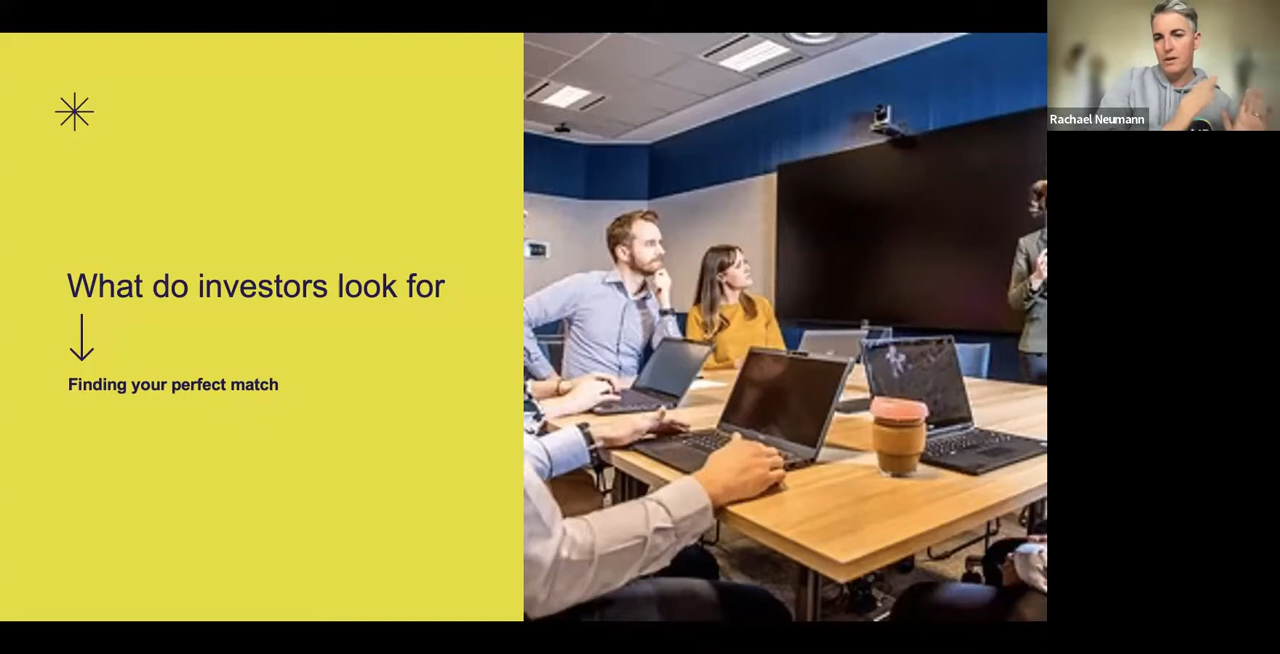 What do investors look for
Finding your perfect match
Rachael Neumann